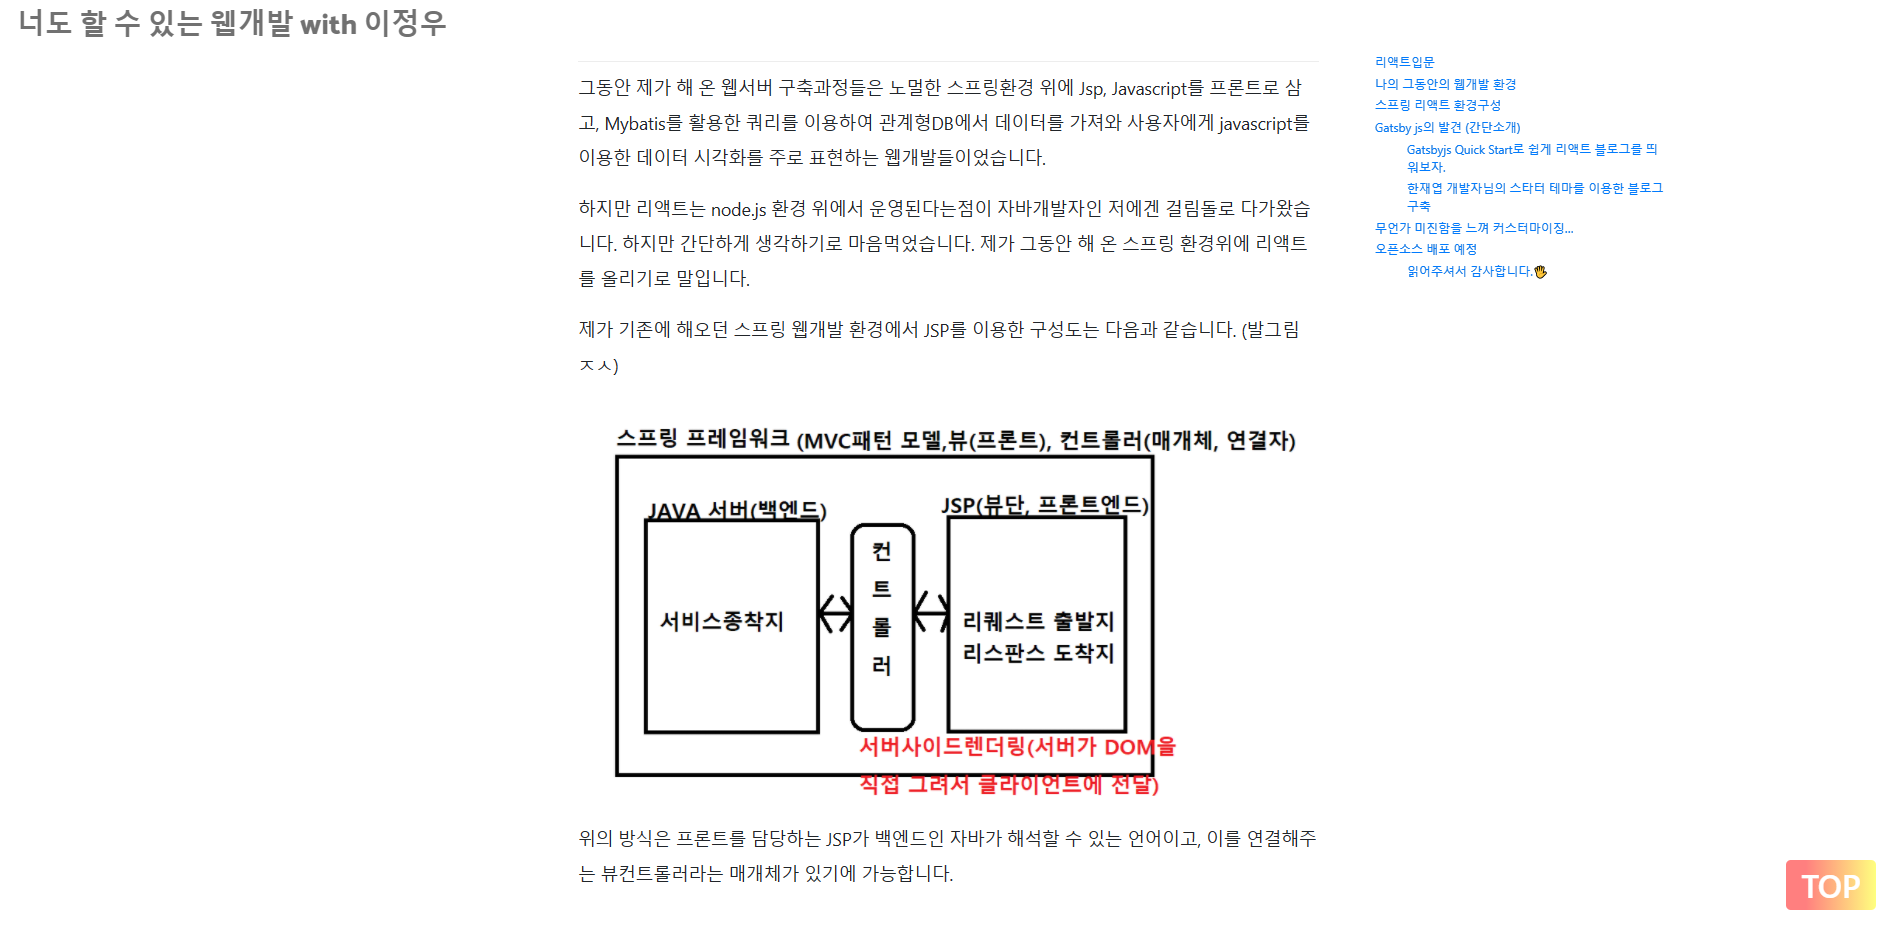 너도 할 수 있는 웹개발 with 이정우
그동안 제가 해 온 웹서버 구축과정들은 노멀한 스프링환경 위에 Jsp, Javascript를 프론트로 삼
고, Mybatis를 활용한 쿼리를 이용하여 관계형DB에서 데이터를 가져와 사용자에게 javascript를
이용한 데이터 시각화를 주로 표현하는 웹개발들이었습니다.
하지만 리액트는 node.js 환경 위에서 운영된다는점이 자바개발자인 저에겐 걸림돌로 다가왔습
니다. 하지만 간단하게 생각하기로 마음먹었습니다. 제가 그동안 해 온 스프링 환경위에 리액트
를 올리기로 말입니다.
제가 기존에 해오던 스프링 웹개발 환경에서 JSP를 이용한 구성도는 다음과 같습니다. (발그림
ㅈㅅ)
스프링 프레임워크 (MVC패턴 모델,뷰(프론트), 컨트롤러(매개체, 연결자)
JAVA 서버(백엔드)
JSP(뷰단, 프론트엔드)
서비스종착지
컨
트
롤
러
리퀘스트 출발지
리스판스 도착지
서버사이드렌더링(서버가 DOM을
직접 그려서 클라이언트에 전달)
위의 방식은 프론트를 담당하는 JSP가 백엔드인 자바가 해석할 수 있는 언어이고, 이를 연결해주
는 뷰컨트롤러라는 매개체가 있기에 가능합니다.
리액트입문
나의 그동안의 웹개발 환경
스프링 리액트 환경구성
Gatsby js의 발견 (간단소개)
Gatsbyjs Quick Start로 쉽게 리액트 블로그를 띄
워보자.
한재엽 개발자님의 스타터 테마를 이용한 블로그
구축
무언가 미진함을 느껴 커스터마이징...
오픈소스 배포 예정
읽어주셔서 감사합니다.🖐
TOP